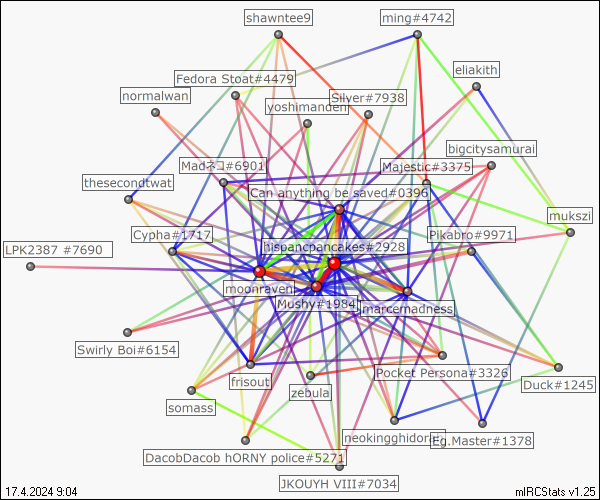 shawntee9
ming#4742
eliakith
Fedora Stoat#4479
normalwan
Silver#7938
yoshimanden
bigcitysamurai
Madネコ#6901
Majestic#3375
thesecondtwat
Can anything be saved#0396
mukszi
Cypha#1717
Pikabro#9971
LPK2387 #7690
hispanicpancakes#2928
moonraven
Mushy#1984
marcemadness
Swirly Boi#6154
Pocket Persona#3326
frisout
Duck#1245
zebula
somass
neokingghidorah
Eg.Master#1378
DacobDacob hORNY police#5271
JKOUYH VIII#7034
17.4.2024 9:04
mIRCStats v1.25